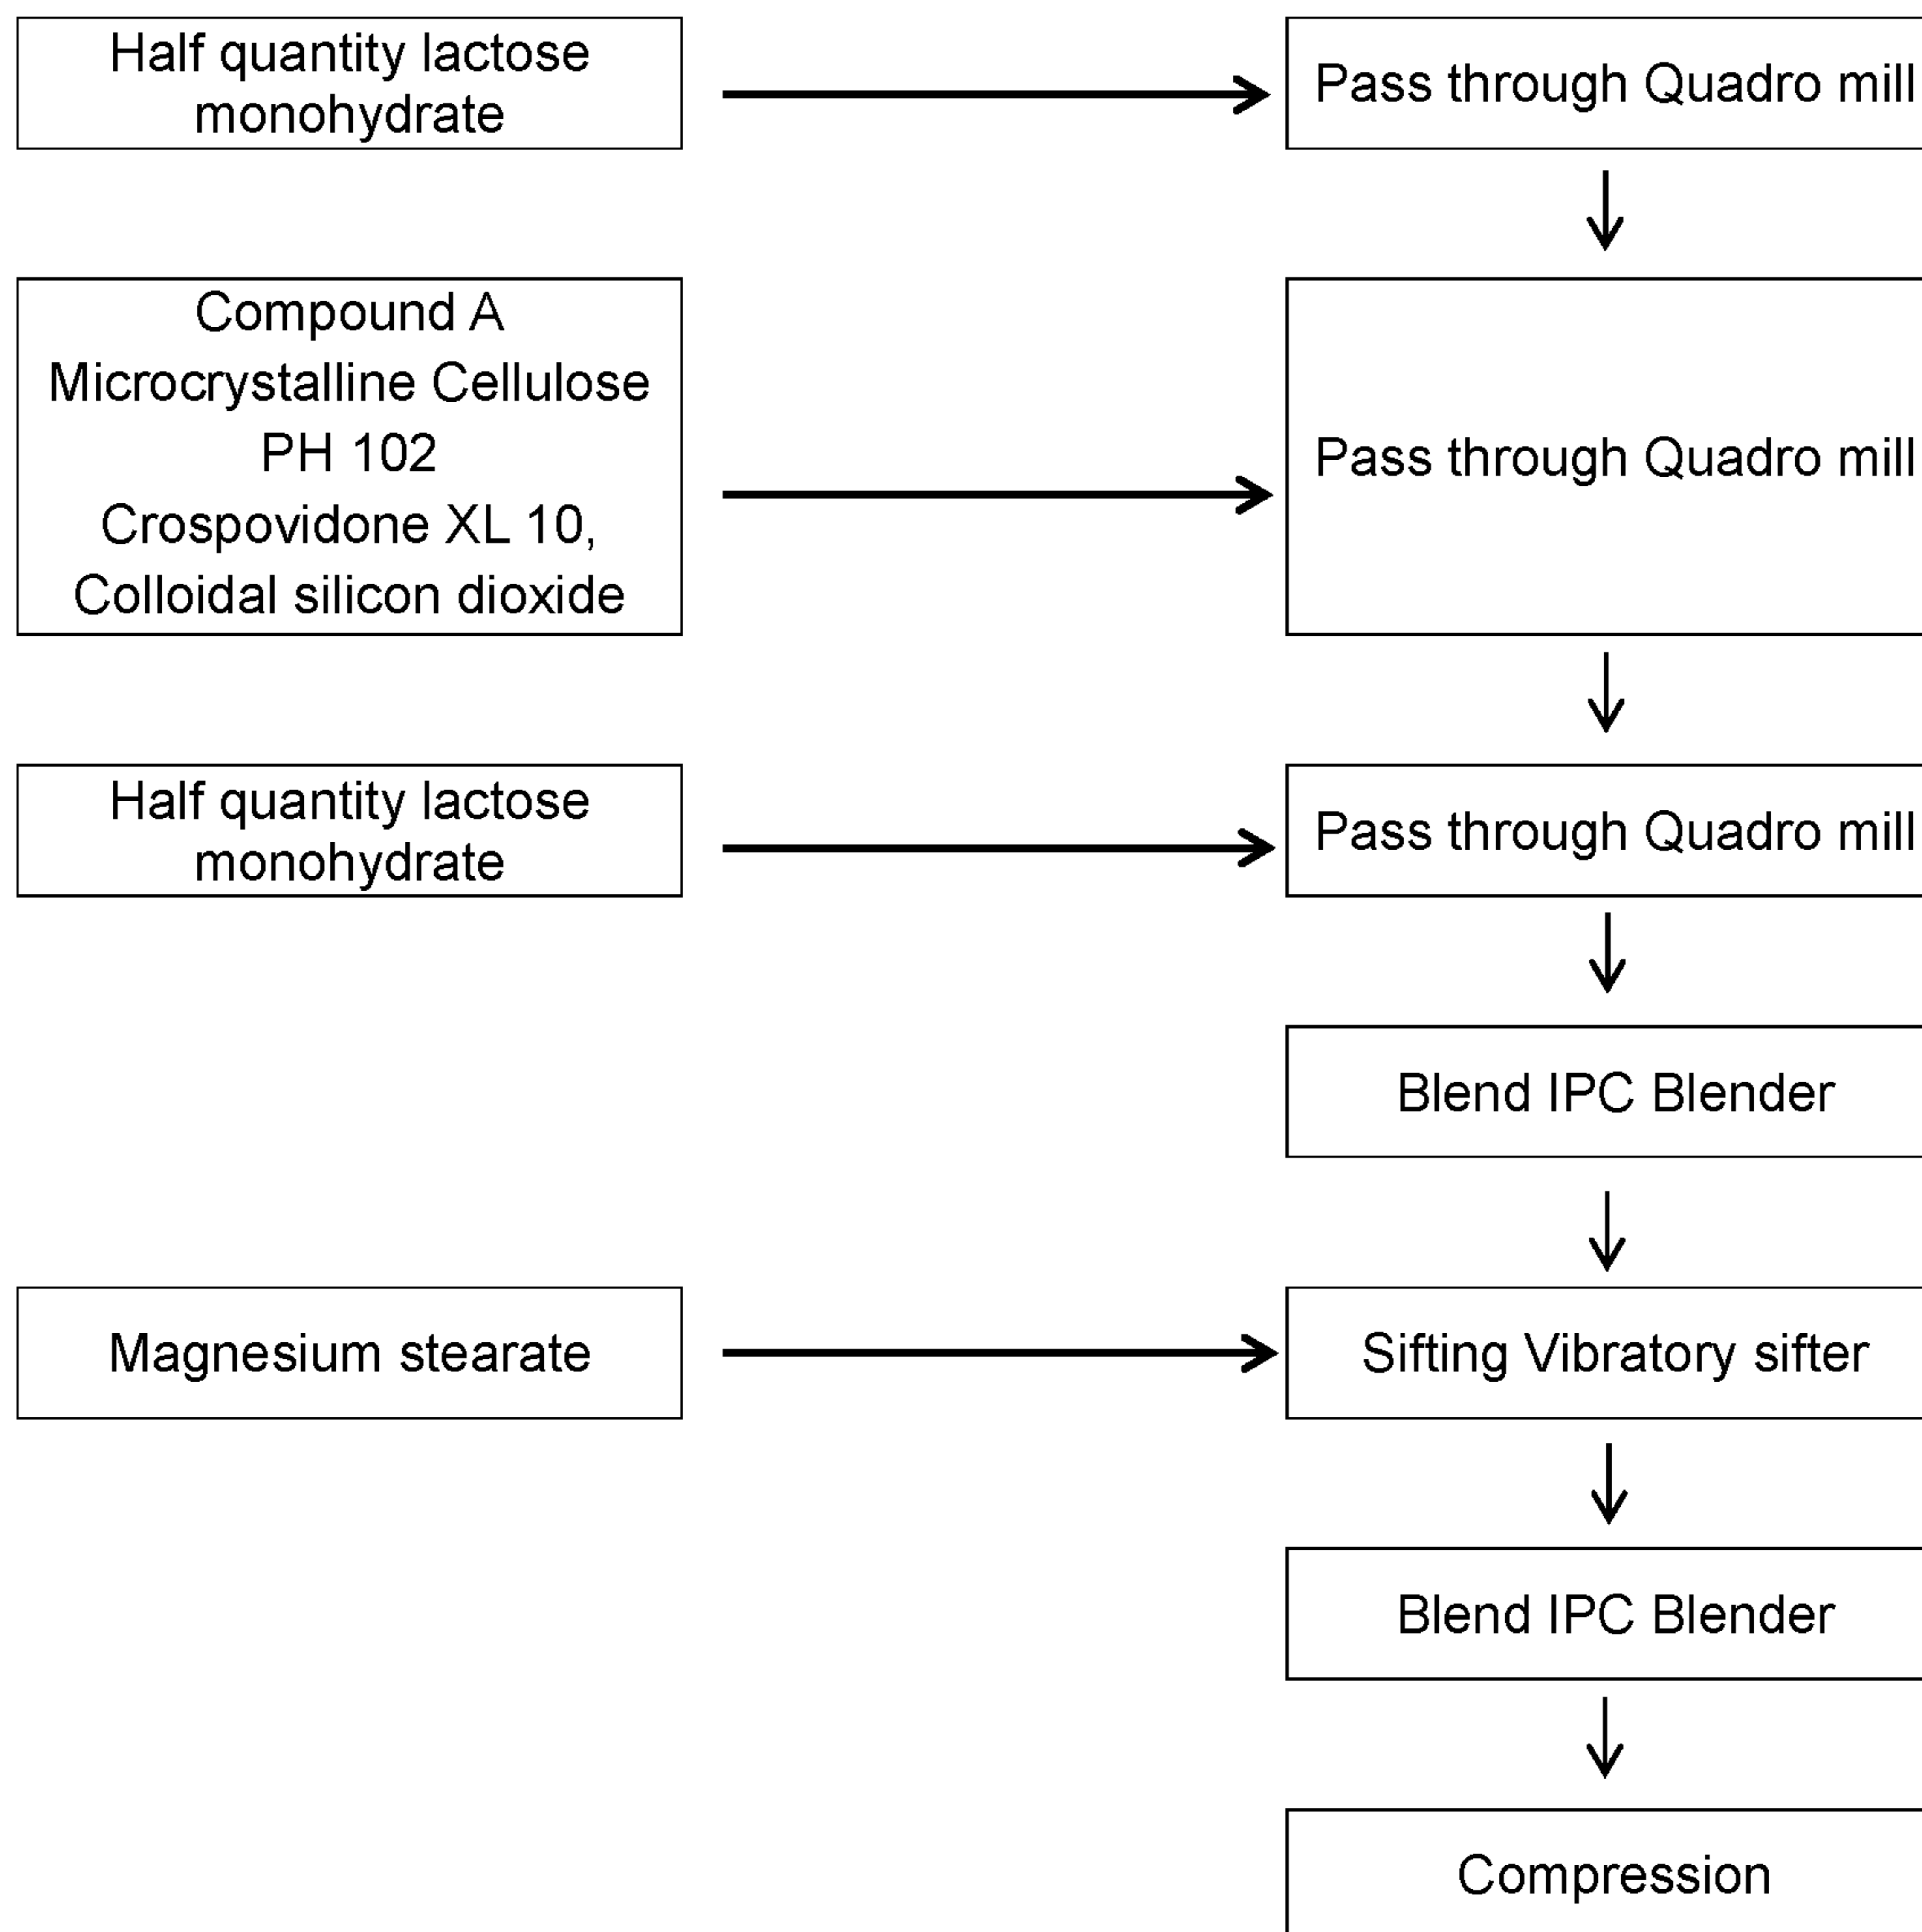 Half quantity lactose
monohydrate
Pass through Quadro mill
Compound A
Microcrystalline Cellulose
PH 102
Crospovidone XL 10,
Colloidal silicon dioxide
Pass through Quadro mill
Half quantity lactose
monohydrate
Pass through Quadro mill
Blend IPC Blender
Magnesium stearate
Sifting Vibratory sifter
Blend IPC Blender
Compression